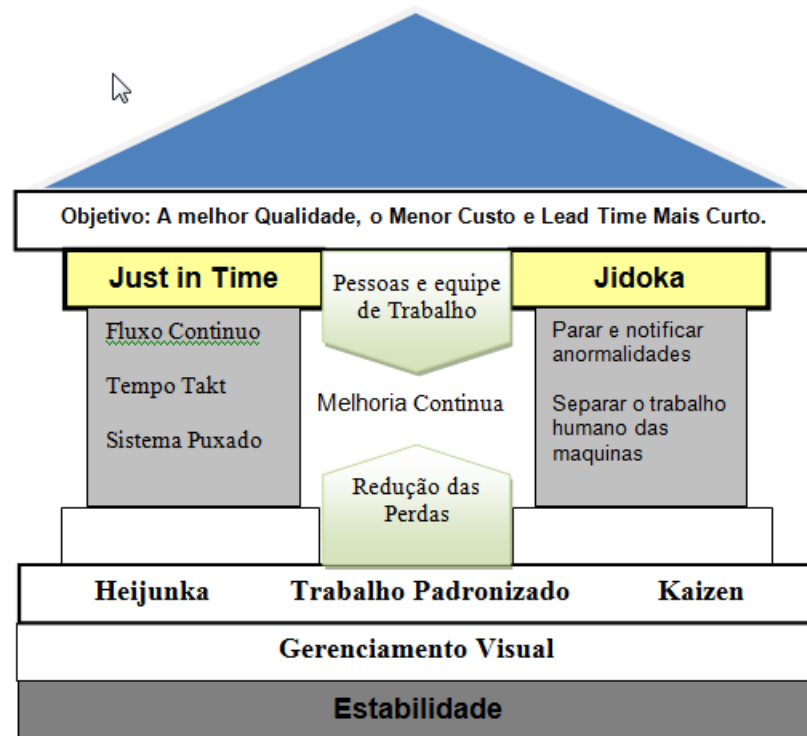 Objetivo: A melhor Qualidade, o Menor Custo e Lead Time Mais Curto.
Just in Time
Fluxo Continuo
Tempo Takt
Sistema Puxado
Pessoas e equipe
de Trabalho
Melhoria Continua
Redução das
Perdas
Jidoka
Parar e notificar
anormalidades
Separar o trabalho
humano das
maquinas
Heijunka Trabalho Padronizado Kaizen
Gerenciamento Visual
Estabilidade